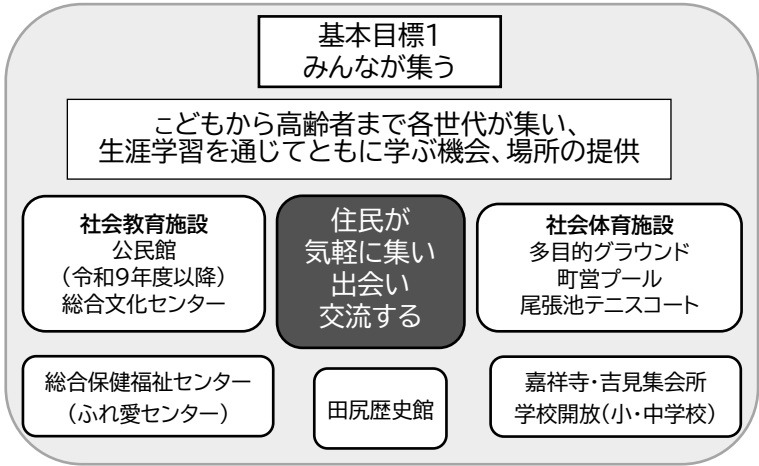 基本目標1
みんなが集う
こどもから高齢者まで各世代が集い、
生涯学習を通じてともに学ぶ機会、場所の提供
社会教育施設
公民館
（令和9年度以降）
総合文化センター
住民が
気軽に集い
出会い
交流する
社会体育施設
多目的グラウンド
町営プール
尾張池テニスコート
総合保健福祉センター
（ふれ愛センター）
田尻歴史館
嘉祥寺・吉見集会所
学校開放（小・中学校）